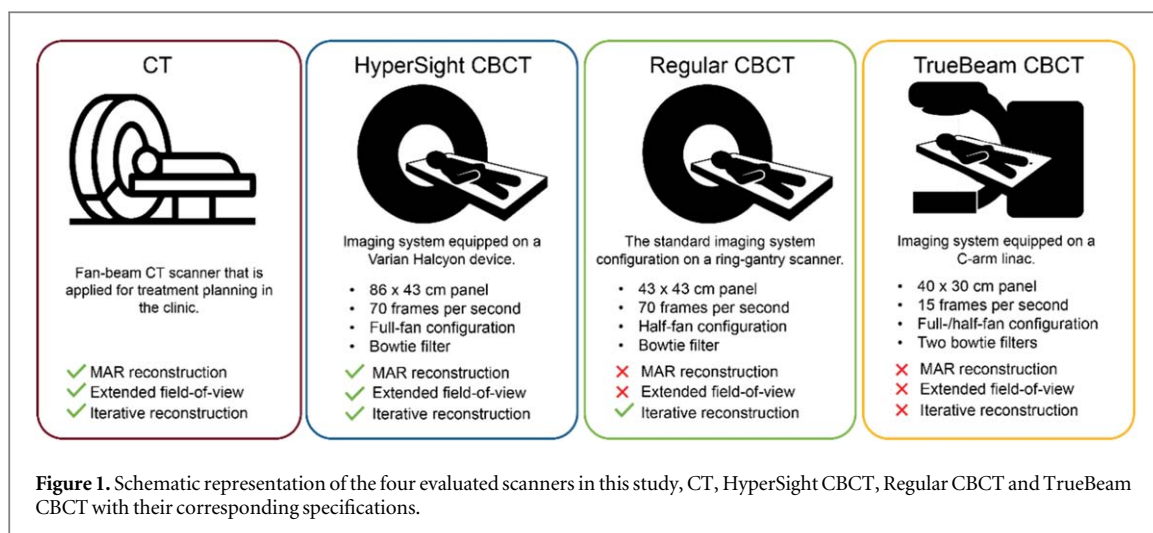 CT
Fan-beam CT scanner that is
applied for treatment planning in
the clinic.
✓ MAR reconstruction
✓ Extended field-of-view
✓ Iterative reconstruction
HyperSight CBCT
Imaging system equipped on a
Varian Halcyon device.
• 86 x 43 cm panel
• 70 frames per second
• Full-fan configuration
• Bowtie filter
✓ MAR reconstruction
✓ Extended field-of-view
✓ Iterative reconstruction
Regular CBCT
The standard imaging system
configuration on a ring-gantry scanner.
• 43 x 43 cm panel
• 70 frames per second
• Half-fan configuration
• Bowtie filter
✕ MAR reconstruction
✕ Extended field-of-view
✓ Iterative reconstruction
TrueBeam CBCT
Imaging system equipped on a
C-arm linac.
• 40 x 30 cm panel
• 15 frames per second
• Full-/half-fan configuration
• Two bowtie filters
✕ MAR reconstruction
✕ Extended field-of-view
✕ Iterative reconstruction
Figure 1. Schematic representation of the four evaluated scanners in this study, CT, HyperSight CBCT, Regular CBCT and TrueBeam
CBCT with their corresponding specifications.